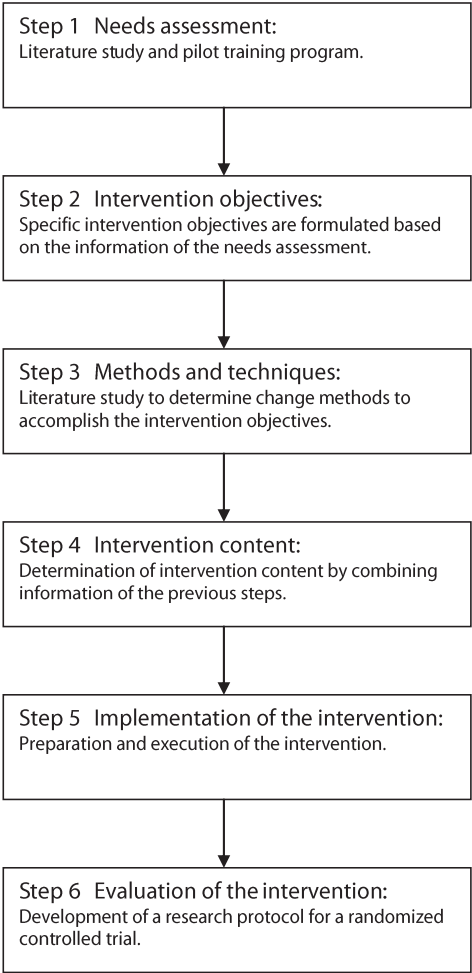 Step 1 Needs assessment:
Literature study and pilot training program.
Step 2 Intervention objectives:
Specific intervention objectives are formulated based
on the information of the needs assessment.
Step 3 Methods and techniques:
Literature study to determine change methods to
accomplish the intervention objectives.
Step 4 Intervention content:
Determination of intervention content by combining
information of the previous steps.
Step 5 Implementation of the intervention:
Preparation and execution of the intervention.
Step 6 Evaluation of the intervention:
Development of a research protocol for a randomized
controlled trial.